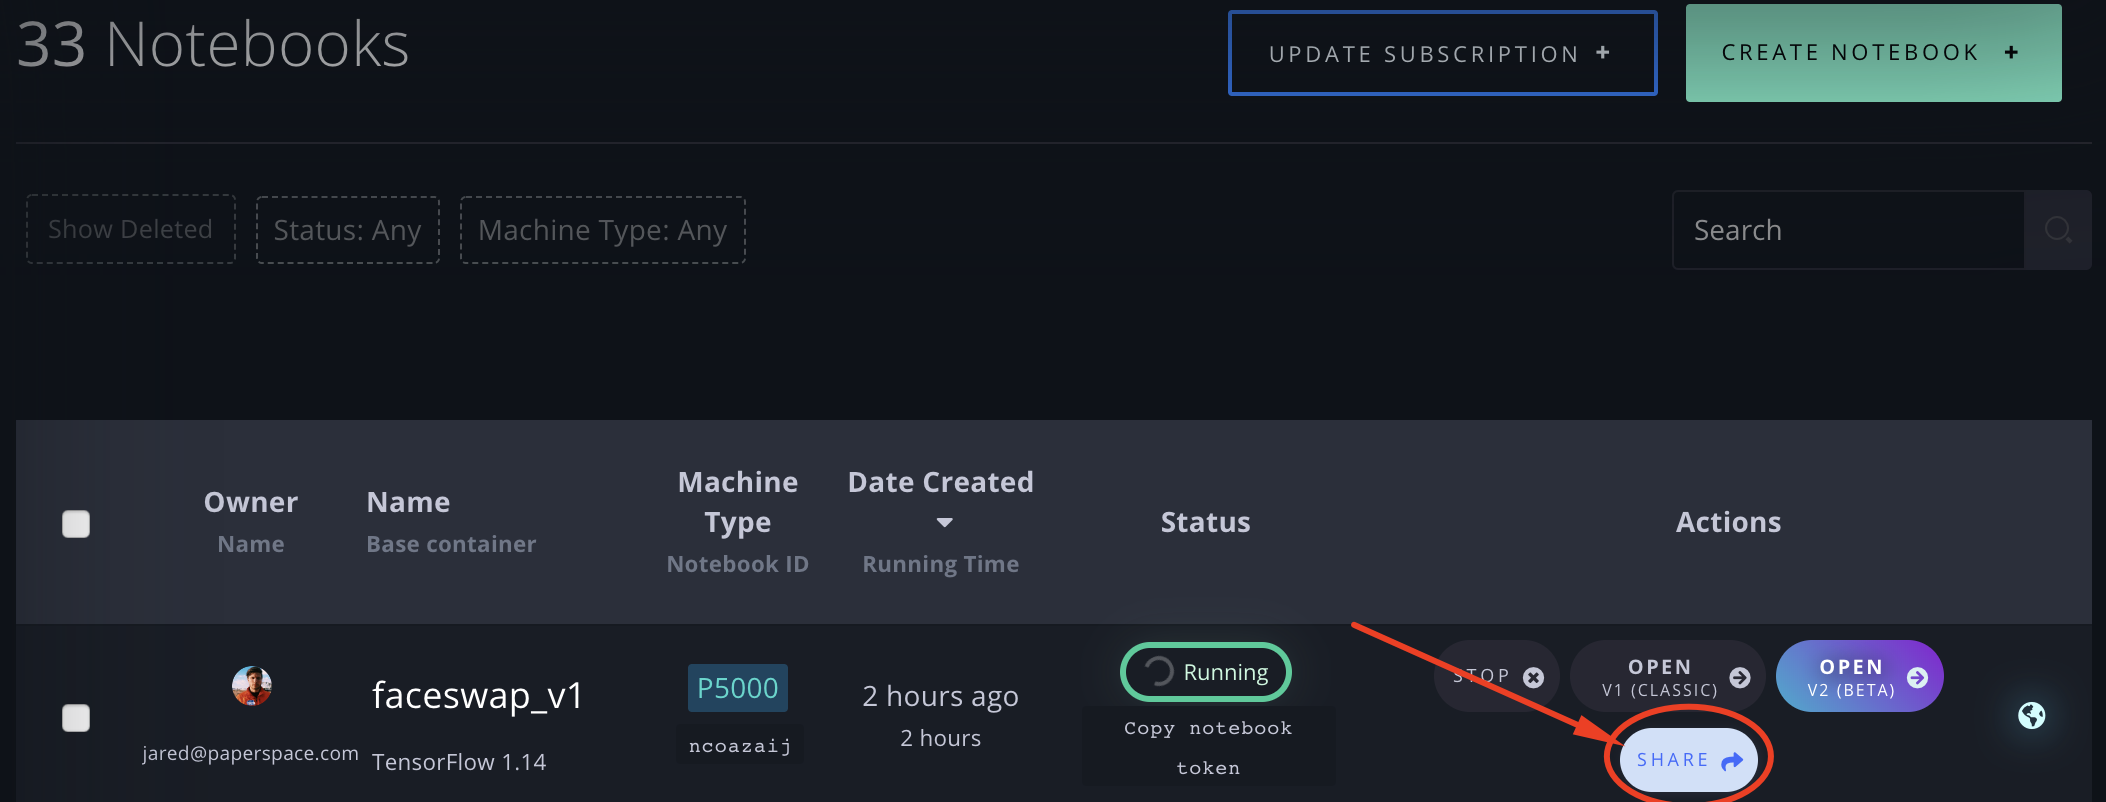 33 Notebooks
UPDATE SUBSCRIPTION +
CREATE NOTEBOOK +
Show Deleted
Status: Any
Machine Type: Any
Search
Owner
Name
Name
Base container
Machine
Type
Notebook ID
Date Created
Running Time
Status
Actions
jared@paperspace.com
faceswap_v1
TensorFlow 1.14
P5000
ncoazaij
2 hours ago
2 hours
Running
Copy notebook
token
STOP
OPEN
V1 (CLASSIC)
OPEN
V2 (BETA)
SHARE